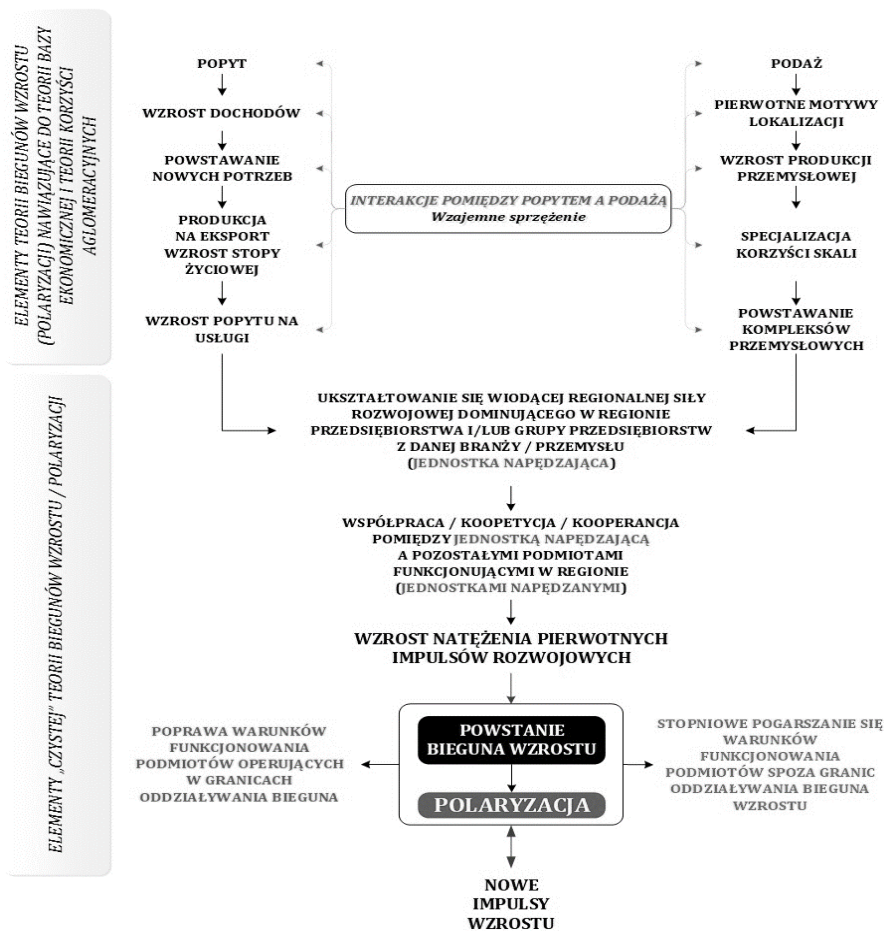 ELEMENTY TEORII BIEGUNÓW WZROSTU
(POLARYZACJI) NAWIĄZUJĄCE DO TEORII BAZY
EKONOMICZNEJ I TEORII KORZYŚCI
AGLOMERACYJNYCH
POPYT
WZROST DOCHODÓW
POWSTAWANIE
NOWYCH POTRZEB
PRODUKCJA
NA EKSPORT
WZROST STOPY
ŻYCIOWEJ
WZROST POPYTU NA
USŁUGI
INTERAKCJE POMIĘDZY POPYTEM A PODAŻĄ
Wzajemne sprzężenie
PODAŻ
PIERWOTNE MOTYWY
LOKALIZACJI
WZROST PRODUKCJI
PRZEMYSŁOWEJ
SPECJALIZACJA
KORZYŚCI SKALI
POWSTAWANIE
KOMPLEKSÓW
PRZEMYSŁOWYCH
ELEMENTY „CZYSTEJ” TEORII BIEGUNÓW WZROSTU / POLARYZACJI
UKSZTAŁTOWANIE SIĘ WIODĄCEJ REGIONALNEJ SIŁY
ROZWOJOWEJ DOMINUJĄCEGO W REGIONIE
PRZEDSIĘBIORSTWA I/LUB GRUPY PRZEDSIĘBIORSTW
Z DANEJ BRANŻY / PRZEMYSŁU
(JEDNOSTKA NAPĘDZAJĄCA)
WSPÓŁPRACA / KOOPETYCJA / KOOPERANCJA
POMIĘDZY JEDNOSTKĄ NAPĘDZAJĄCĄ
A POZOSTAŁYMI PODMIOTAMI
FUNKCJONUJĄCYMI W REGIONIE
(JEDNOSTKAMI NAPĘDZANYMI)
WZROST NATĘŻENIA PIERWOTNYCH
IMPULSÓW ROZWOJOWYCH
POPRAWA WARUNKÓW
FUNKCJONOWANIA
PODMIOTÓW OPERUJĄCYCH
W GRANICACH
ODDZIAŁYWANIA BIEGUNA
POWSTANIE
BIEGUNA WZROSTU
POLARYZACJA
STOPNIOWE POGARSZANIE SIĘ
WARUNKÓW
FUNKCJONOWANIA
PODMIOTÓW SPOZA GRANIC
ODDZIAŁYWANIA BIEGUNA
WZROSTU
NOWE
IMPULSY
WZROSTU